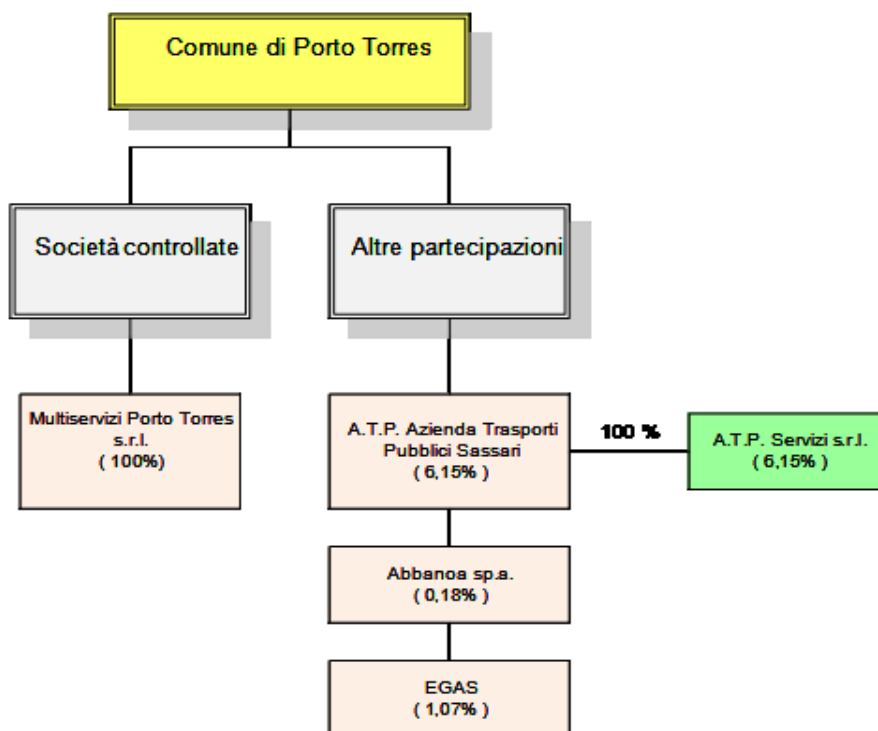 Comune di Porto Torres
Società controllate
Altre partecipazioni
Multiservizi Porto Torres
s.r.l.
( 100%)
A.T.P. Azienda Trasporti
Pubblici Sassari
( 6,15% )
100 %
A.T.P. Servizi s.r.l.
( 6,15% )
Abbanoa sp.a.
( 0,18% )
EGAS
( 1,07% )